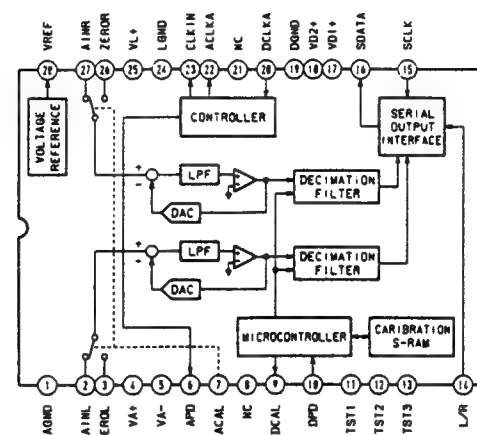 VREF AINR ZEROR VL+ LGND CLKIN ACLKA NC DCLKA DGND VD2+ VD1+ SDATA SCLK
28 27 26 25 24 23 22 21 20 19 18 17 16 15
VOLTAGE
REFERENCE
CONTROLLER
SERIAL
OUTPUT
INTERFACE
+
-
LPF
DAC
DECIMATION
FILTER
+
-
LPF
DAC
DECIMATION
FILTER
MICROCONTROLLER
CARIBRATION
S-RAM
1 2 3 4 5 6 7 8 9 10 11 12 13 14
AGND AINL EROL VA+ VA- APD ACAL NC DCAL DPD TST1 TST2 TST3 L/R